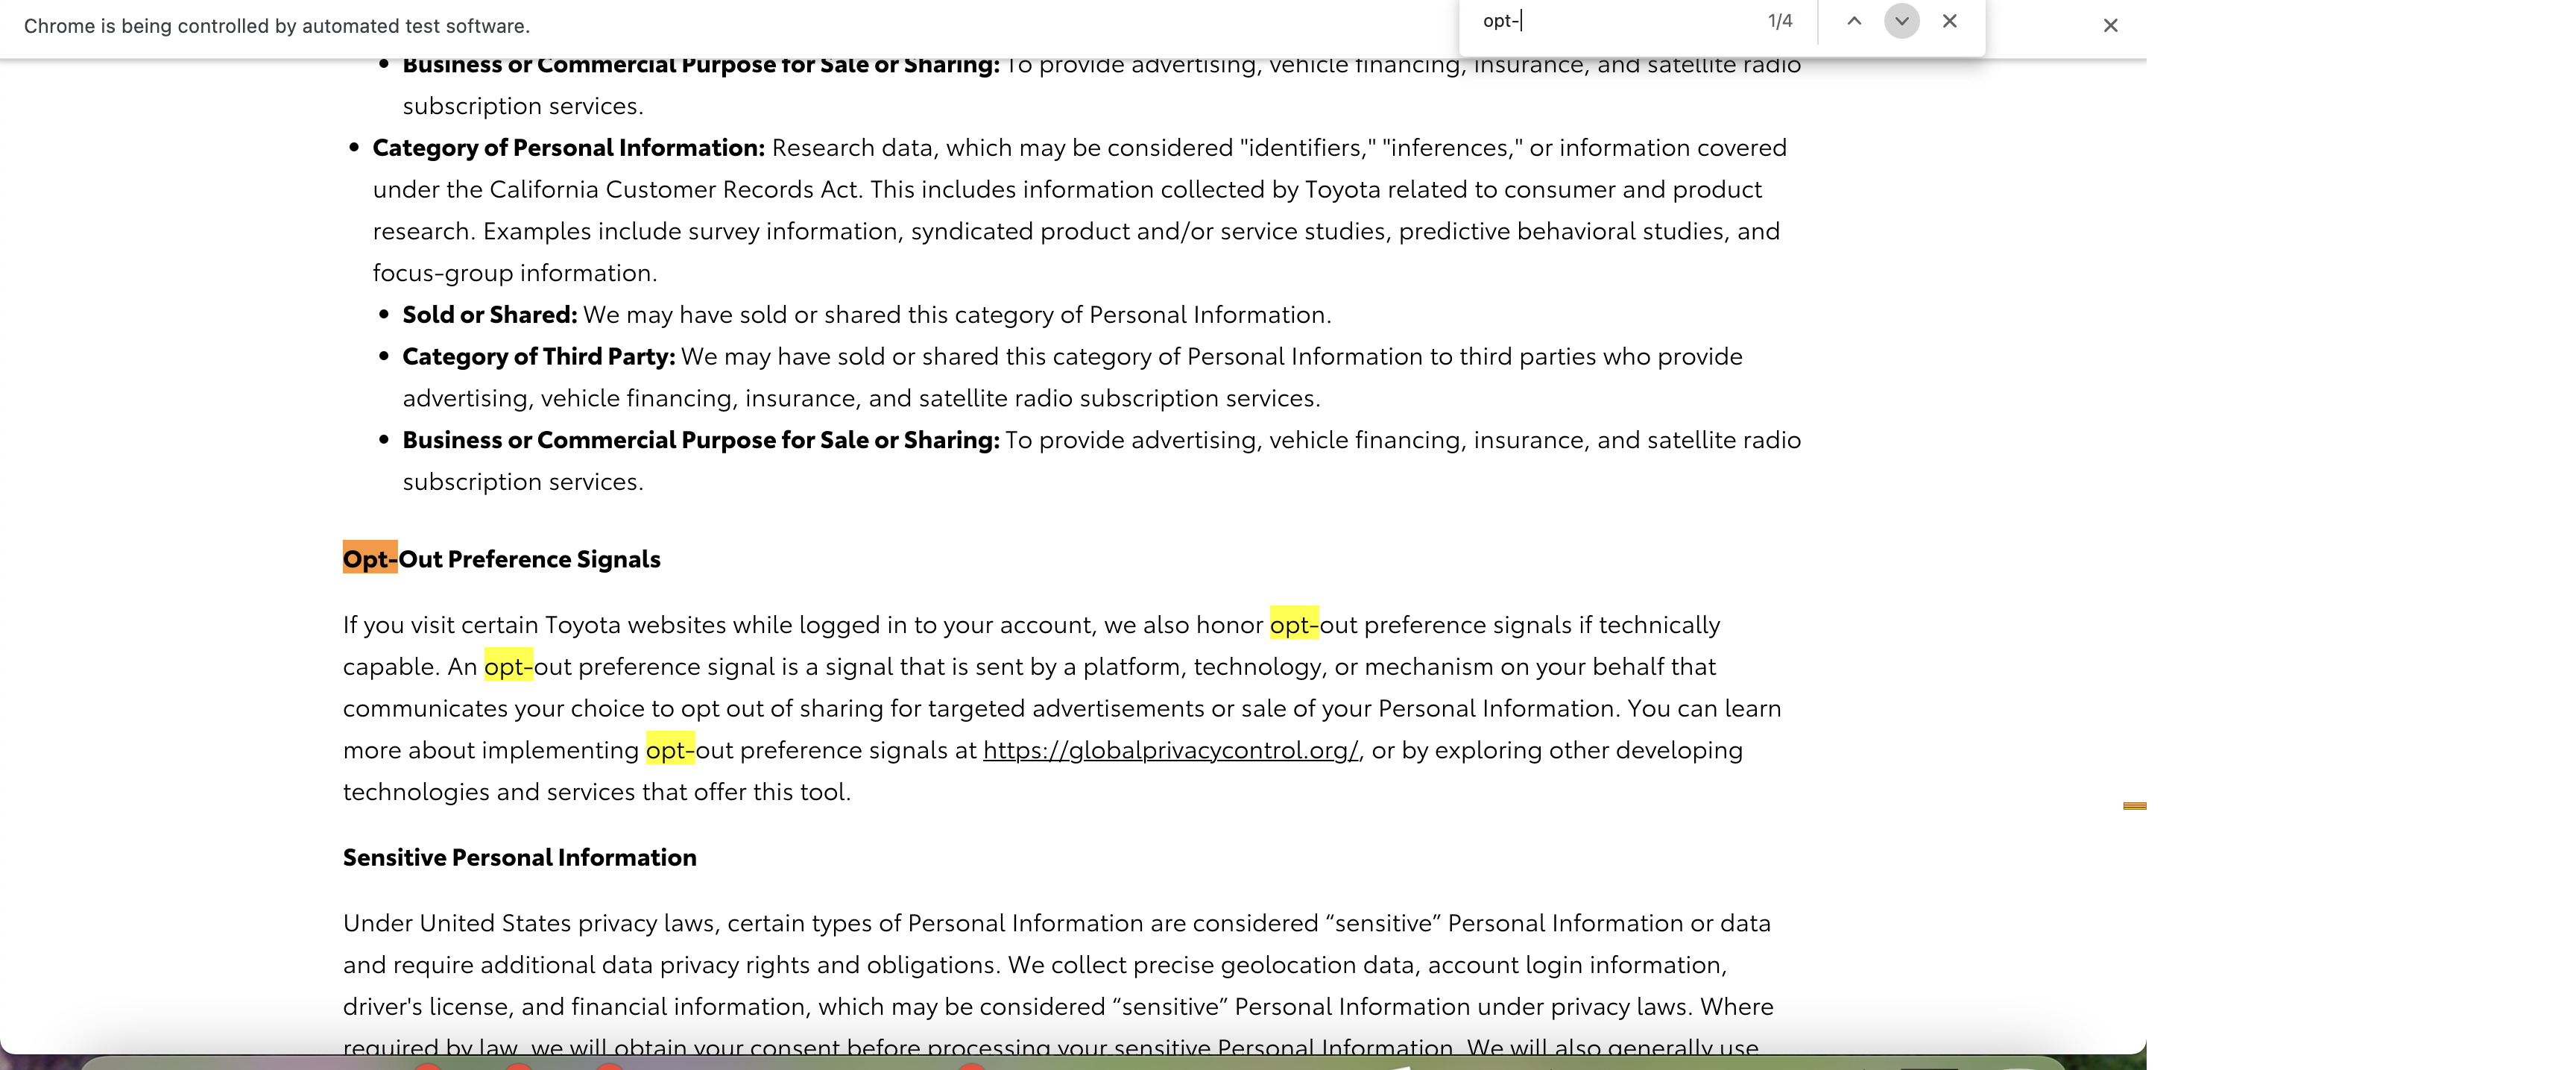 Chrome is being controlled by automated test software.
opt-
1/4
Business or Commercial Purpose for Sale or Sharing: To provide advertising, vehicle financing, insurance, and satellite radio
subscription services.
Category of Personal Information: Research data, which may be considered "identifiers," "inferences," or information covered
under the California Customer Records Act. This includes information collected by Toyota related to consumer and product
research. Examples include survey information, syndicated product and/or service studies, predictive behavioral studies, and
focus-group information.
Sold or Shared: We may have sold or shared this category of Personal Information.
Category of Third Party: We may have sold or shared this category of Personal Information to third parties who provide
advertising, vehicle financing, insurance, and satellite radio subscription services.
Business or Commercial Purpose for Sale or Sharing: To provide advertising, vehicle financing, insurance, and satellite radio
subscription services.
Opt-Out Preference Signals
If you visit certain Toyota websites while logged in to your account, we also honor opt-out preference signals if technically
capable. An opt-out preference signal is a signal that is sent by a platform, technology, or mechanism on your behalf that
communicates your choice to opt out of sharing for targeted advertisements or sale of your Personal Information. You can learn
more about implementing opt-out preference signals at https://globalprivacycontrol.org/, or by exploring other developing
technologies and services that offer this tool.
Sensitive Personal Information
Under United States privacy laws, certain types of Personal Information are considered “sensitive” Personal Information or data
and require additional data privacy rights and obligations. We collect precise geolocation data, account login information,
driver's license, and financial information, which may be considered “sensitive” Personal Information under privacy laws. Where
required by law, we will obtain your consent before processing your sensitive Personal Information. We will also generally use